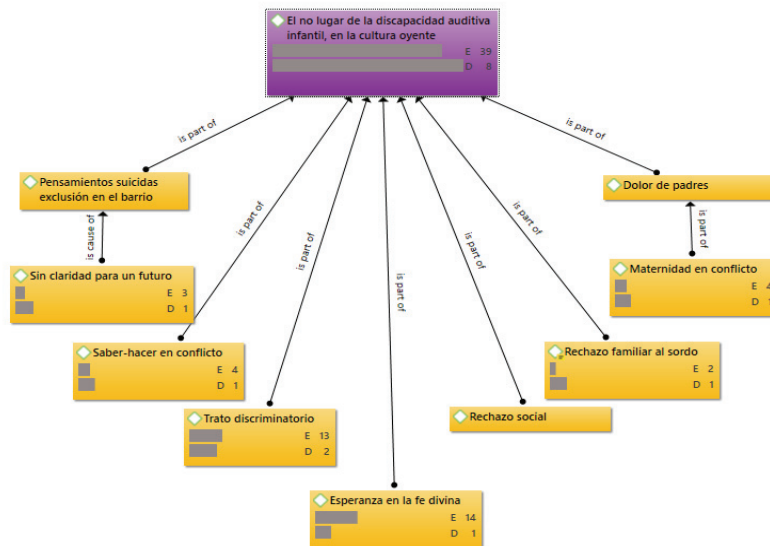 El no lugar de la discapacidad auditiva
infantil, en la cultura oyente
E 39
D 8
is part of
is part of
is part of
is part of
is part of
is part of
is part of
Pensamientos suicidas
exclusión en el barrio
Dolor de padres
is cause of
is part of
Sin claridad para un futuro
E 3
D 1
Maternidad en conflicto
E 4
D 1
Saber-hacer en conflicto
E 4
D 1
Rechazo familiar al sordo
E 2
D 1
Trato discriminatorio
E 13
D 2
Rechazo social
Esperanza en la fe divina
E 14
D 1